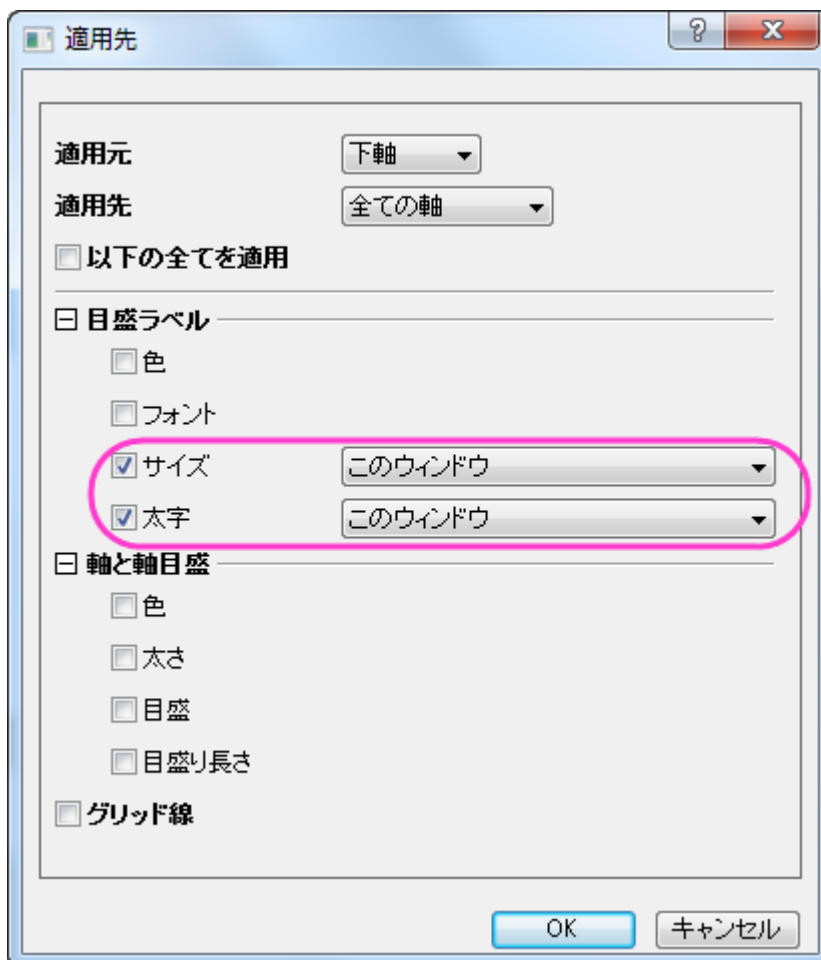 適用先
適用元 下軸
適用先 全ての軸
以下の全てを適用
目盛ラベル
色
フォント
サイズ このウィンドウ
太字 このウィンドウ
軸と軸目盛
色
太さ
目盛
目盛り長さ
グリッド線
OK キャンセル